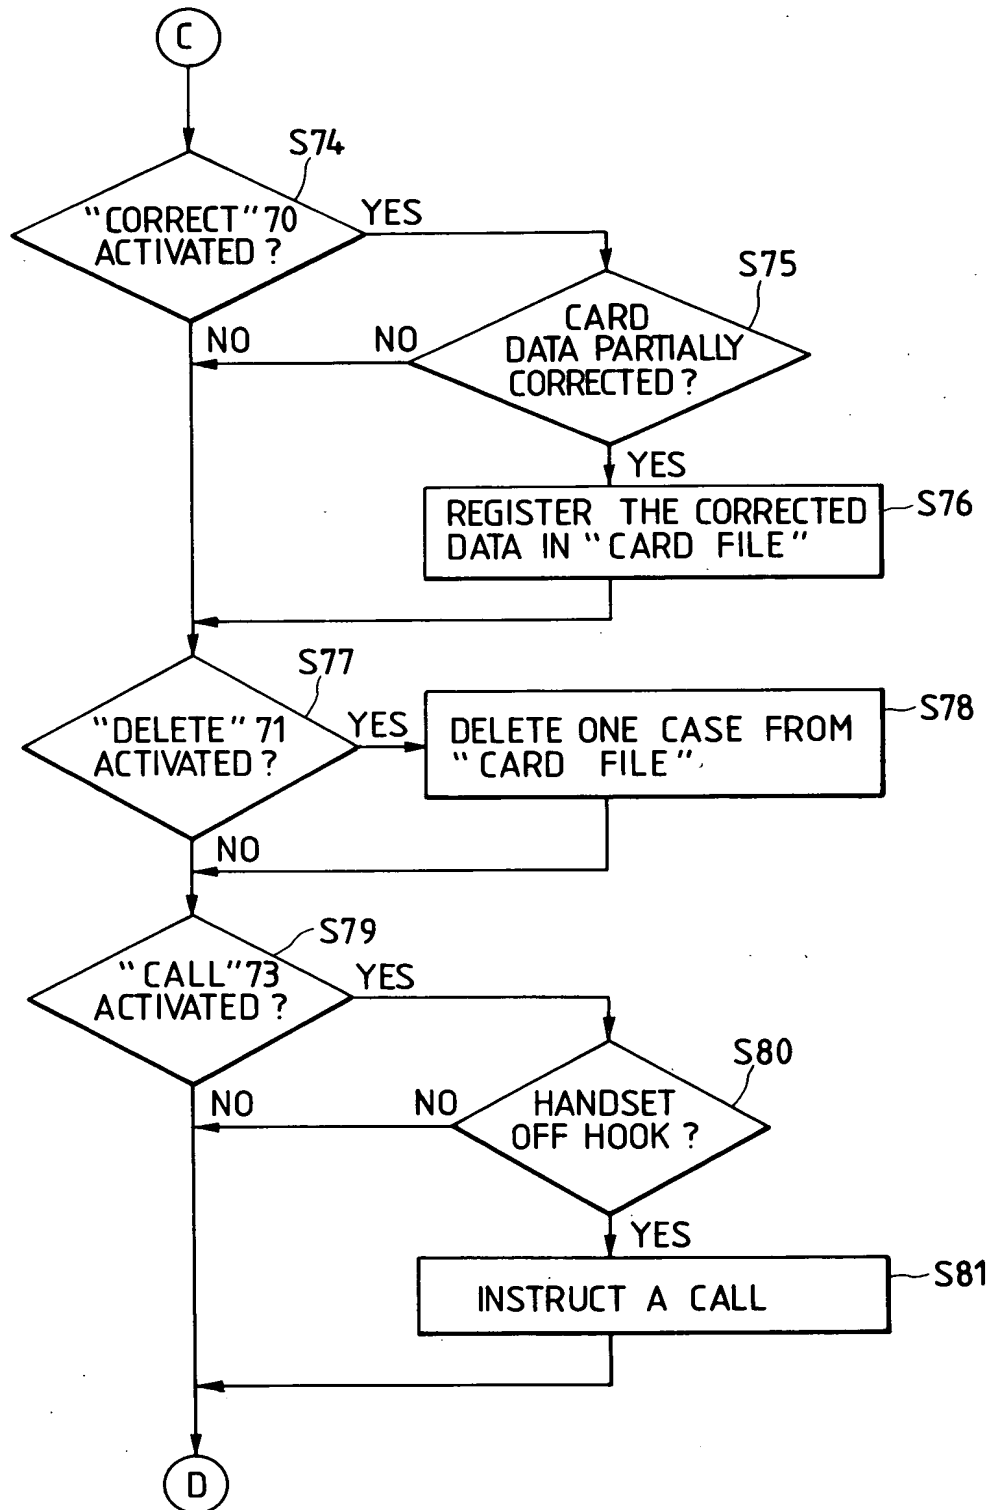 C
S74
"CORRECT" 70
ACTIVATED ?
YES
S75
CARD
DATA PARTIALLY
CORRECTED ?
NO
NO
YES
S76
REGISTER THE CORRECTED
DATA IN "CARD FILE"
S77
"DELETE" 71
ACTIVATED ?
YES
S78
DELETE ONE CASE FROM
"CARD FILE"
NO
S79
"CALL" 73
ACTIVATED ?
YES
S80
HANDSET
OFF HOOK ?
NO
NO
YES
S81
INSTRUCT A CALL
D